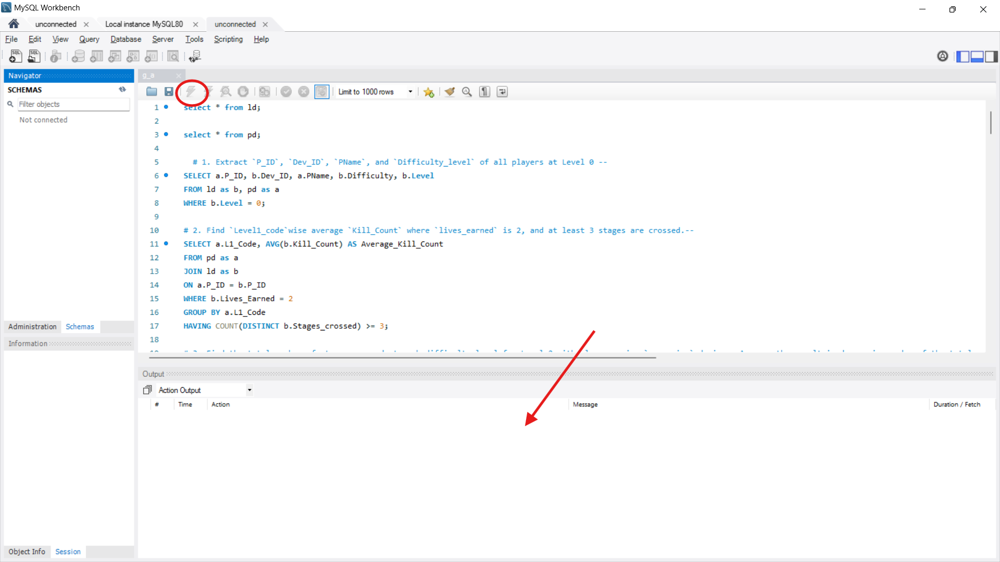 MySQL Workbench
unconnected
Local instance MySQL80
unconnected
File Edit View Query Database Server Tools Scripting Help
Navigator
SCHEMAS
Filter objects
Not connected
Administration Schemas
Information
Object Info Session
g_a
Limit to 1000 rows
1 select * from ld;
2
3 select * from pd;
4
5 # 1. Extract `P_ID`, `Dev_ID`, `PName`, and `Difficulty_level` of all players at Level 0 --
6 SELECT a.P_ID, b.Dev_ID, a.PName, b.Difficulty, b.Level
7 FROM ld as b, pd as a
8 WHERE b.Level = 0;
9
10 # 2. Find `Level1_code`wise average `Kill_Count` where `lives_earned` is 2, and at least 3 stages are crossed.--
11 SELECT a.L1_Code, AVG(b.Kill_Count) AS Average_Kill_Count
12 FROM pd as a
13 JOIN ld as b
14 ON a.P_ID = b.P_ID
15 WHERE b.Lives_Earned = 2
16 GROUP BY a.L1_Code
17 HAVING COUNT(DISTINCT b.Stages_crossed) >= 3;
18
Output
Action Output
# Time Action Message Duration / Fetch